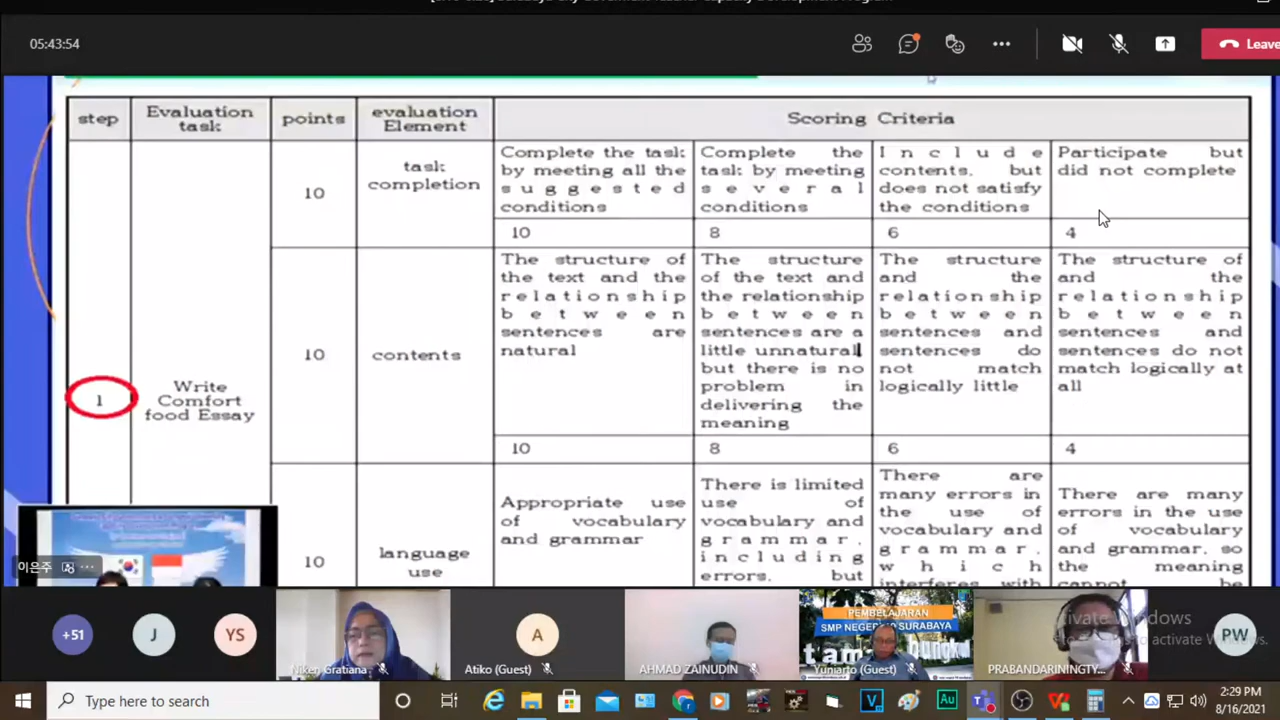 05:43:54
Leave
step
Evaluation
task
points
evaluation
Element
Scoring Criteria
1
Write
Comfort
food Essay
10
task
completion
Complete the task
by meeting all the
suggested
conditions
Complete the
task by meeting
several
conditions
Include
contents, but
does not satisfy
the conditions
Participate but
did not complete
10
8
6
4
10
contents
The structure of
the text and the
relationship
between
sentences are
natural
The structure
of the text and
the relationship
between
sentences are a
little unnatural
but there is no
problem in
delivering the
meaning
The structure
and the
relationship
between
sentences and
sentences do
not match
logically little
The structure of
and the
relationship
between
sentences and
sentences do not
match logically at
all
10
8
6
4
10
language
use
Appropriate use
of vocabulary
and grammar
There is limited
use of
vocabulary and
grammar,
including
errors, but
There are
many errors in
the use of
vocabulary and
grammar,
which
interferes with
There are many
errors in the use
of vocabulary
and grammar, so
the meaning
cannot be
이은주
+51
J
YS
Niken Gratiana
A
Atiko (Guest)
AHMAD ZAINUDIN
PEMBELAJARAN
SMP NEGERI 10 SURABAYA
Yuniarto (Guest)
PRABANDARININGTY...
PW
Activate Windows
to activate Windows.
Type here to search
2:29 PM
8/16/2021